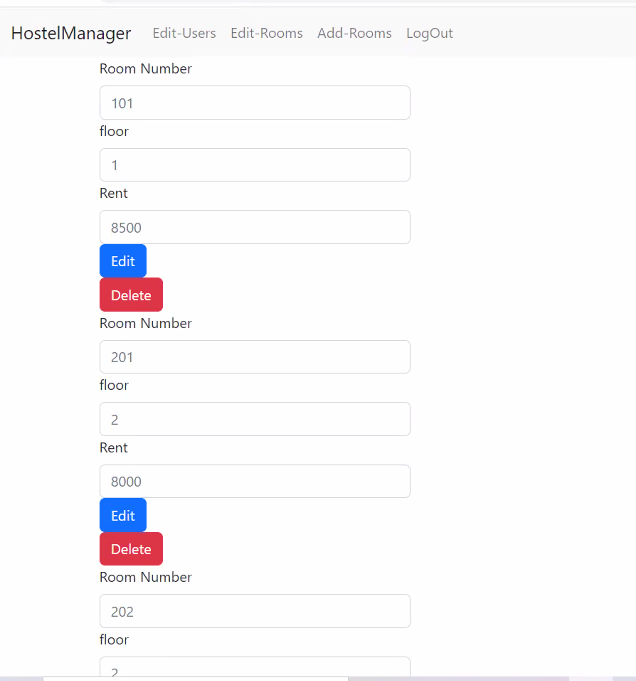 HostelManager Edit-Users Edit-Rooms Add-Rooms LogOut
Room Number
101
floor
1
Rent
8500
Edit
Delete
Room Number
201
floor
2
Rent
8000
Edit
Delete
Room Number
202
floor
2